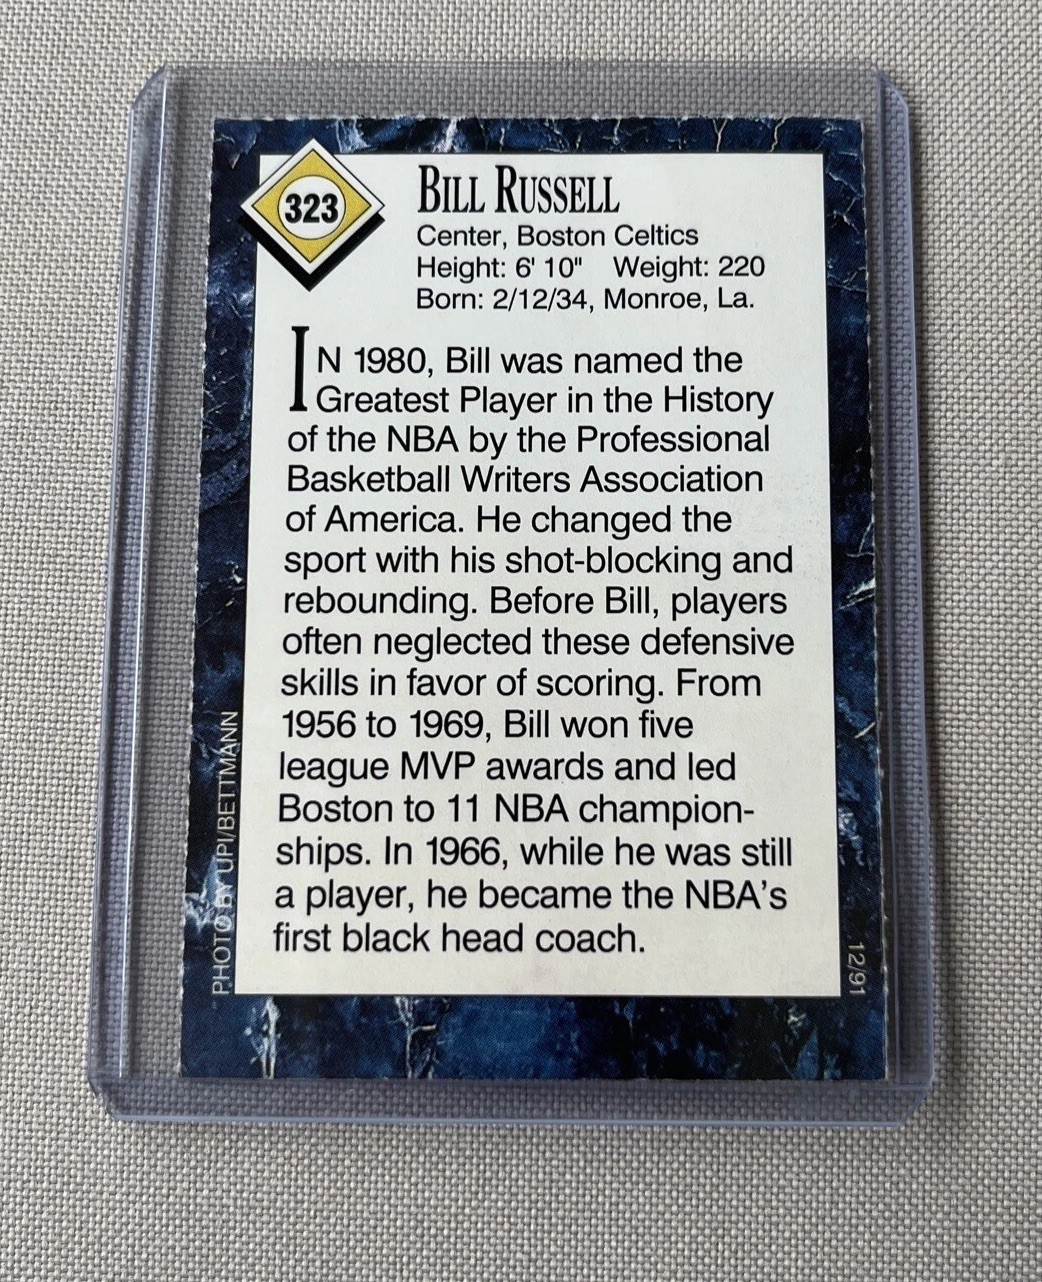 323
BILL RUSSELL
Center, Boston Celtics
Height: 6' 10" Weight: 220
Born: 2/12/34, Monroe, La.
IN 1980, Bill was named the
Greatest Player in the History
of the NBA by the Professional
Basketball Writers Association
of America. He changed the
sport with his shot-blocking and
rebounding. Before Bill, players
often neglected these defensive
skills in favor of scoring. From
1956 to 1969, Bill won five
league MVP awards and led
Boston to 11 NBA champion-
ships. In 1966, while he was still
a player, he became the NBA's
first black head coach.
PHOTO BY UPI/BETTMANN
12/91